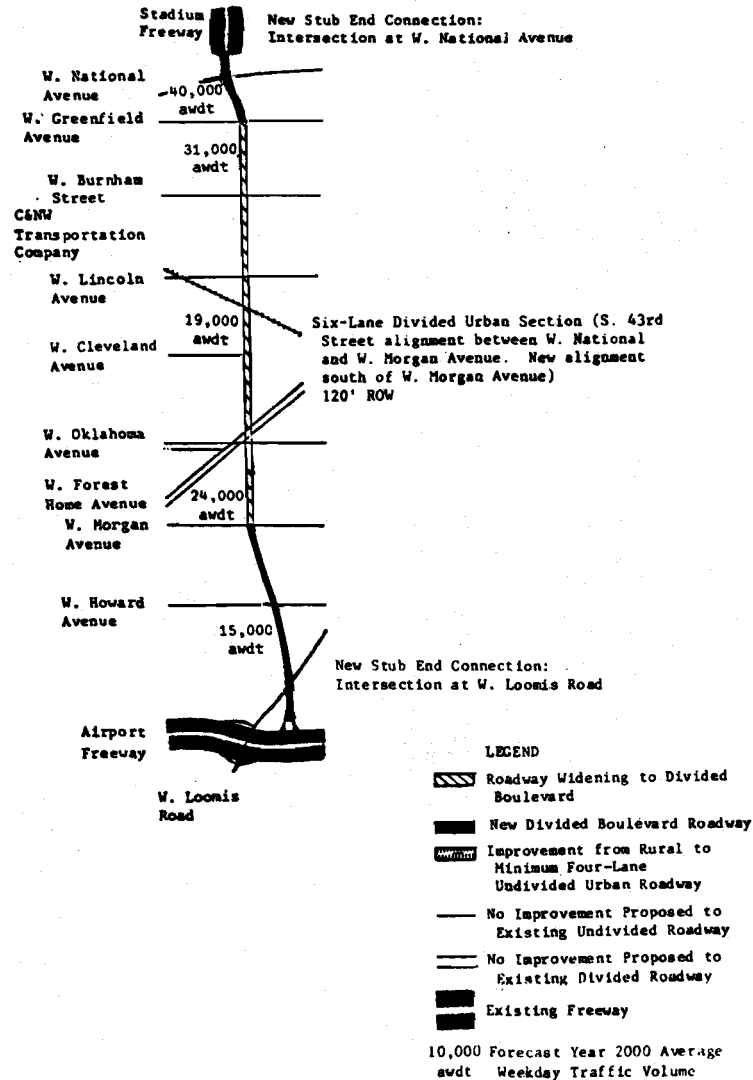 Stadium
Freeway
New Stub End Connection:
Intersection at W. National Avenue
W. National
Avenue
40,000
awdt
W. Greenfield
Avenue
31,000
awdt
W. Burnham
Street
C&NW
Transportation
Company
W. Lincoln
Avenue
19,000
awdt
Six-Lane Divided Urban Section (S. 43rd
Street alignment between W. National
and W. Morgan Avenue. New alignment
south of W. Morgan Avenue)
120' ROW
W. Cleveland
Avenue
W. Oklahoma
Avenue
W. Forest
Home Avenue
24,000
awdt
W. Morgan
Avenue
W. Howard
Avenue
15,000
awdt
New Stub End Connection:
Intersection at W. Loomis Road
Airport
Freeway
W. Loomis
Road
LEGEND
Roadway Widening to Divided
Boulevard
New Divided Boulevard Roadway
Improvement from Rural to
Minimum Four-Lane
Undivided Urban Roadway
No Improvement Proposed to
Existing Undivided Roadway
No Improvement Proposed to
Existing Divided Roadway
Existing Freeway
10,000 Forecast Year 2000 Average
awdt Weekday Traffic Volume